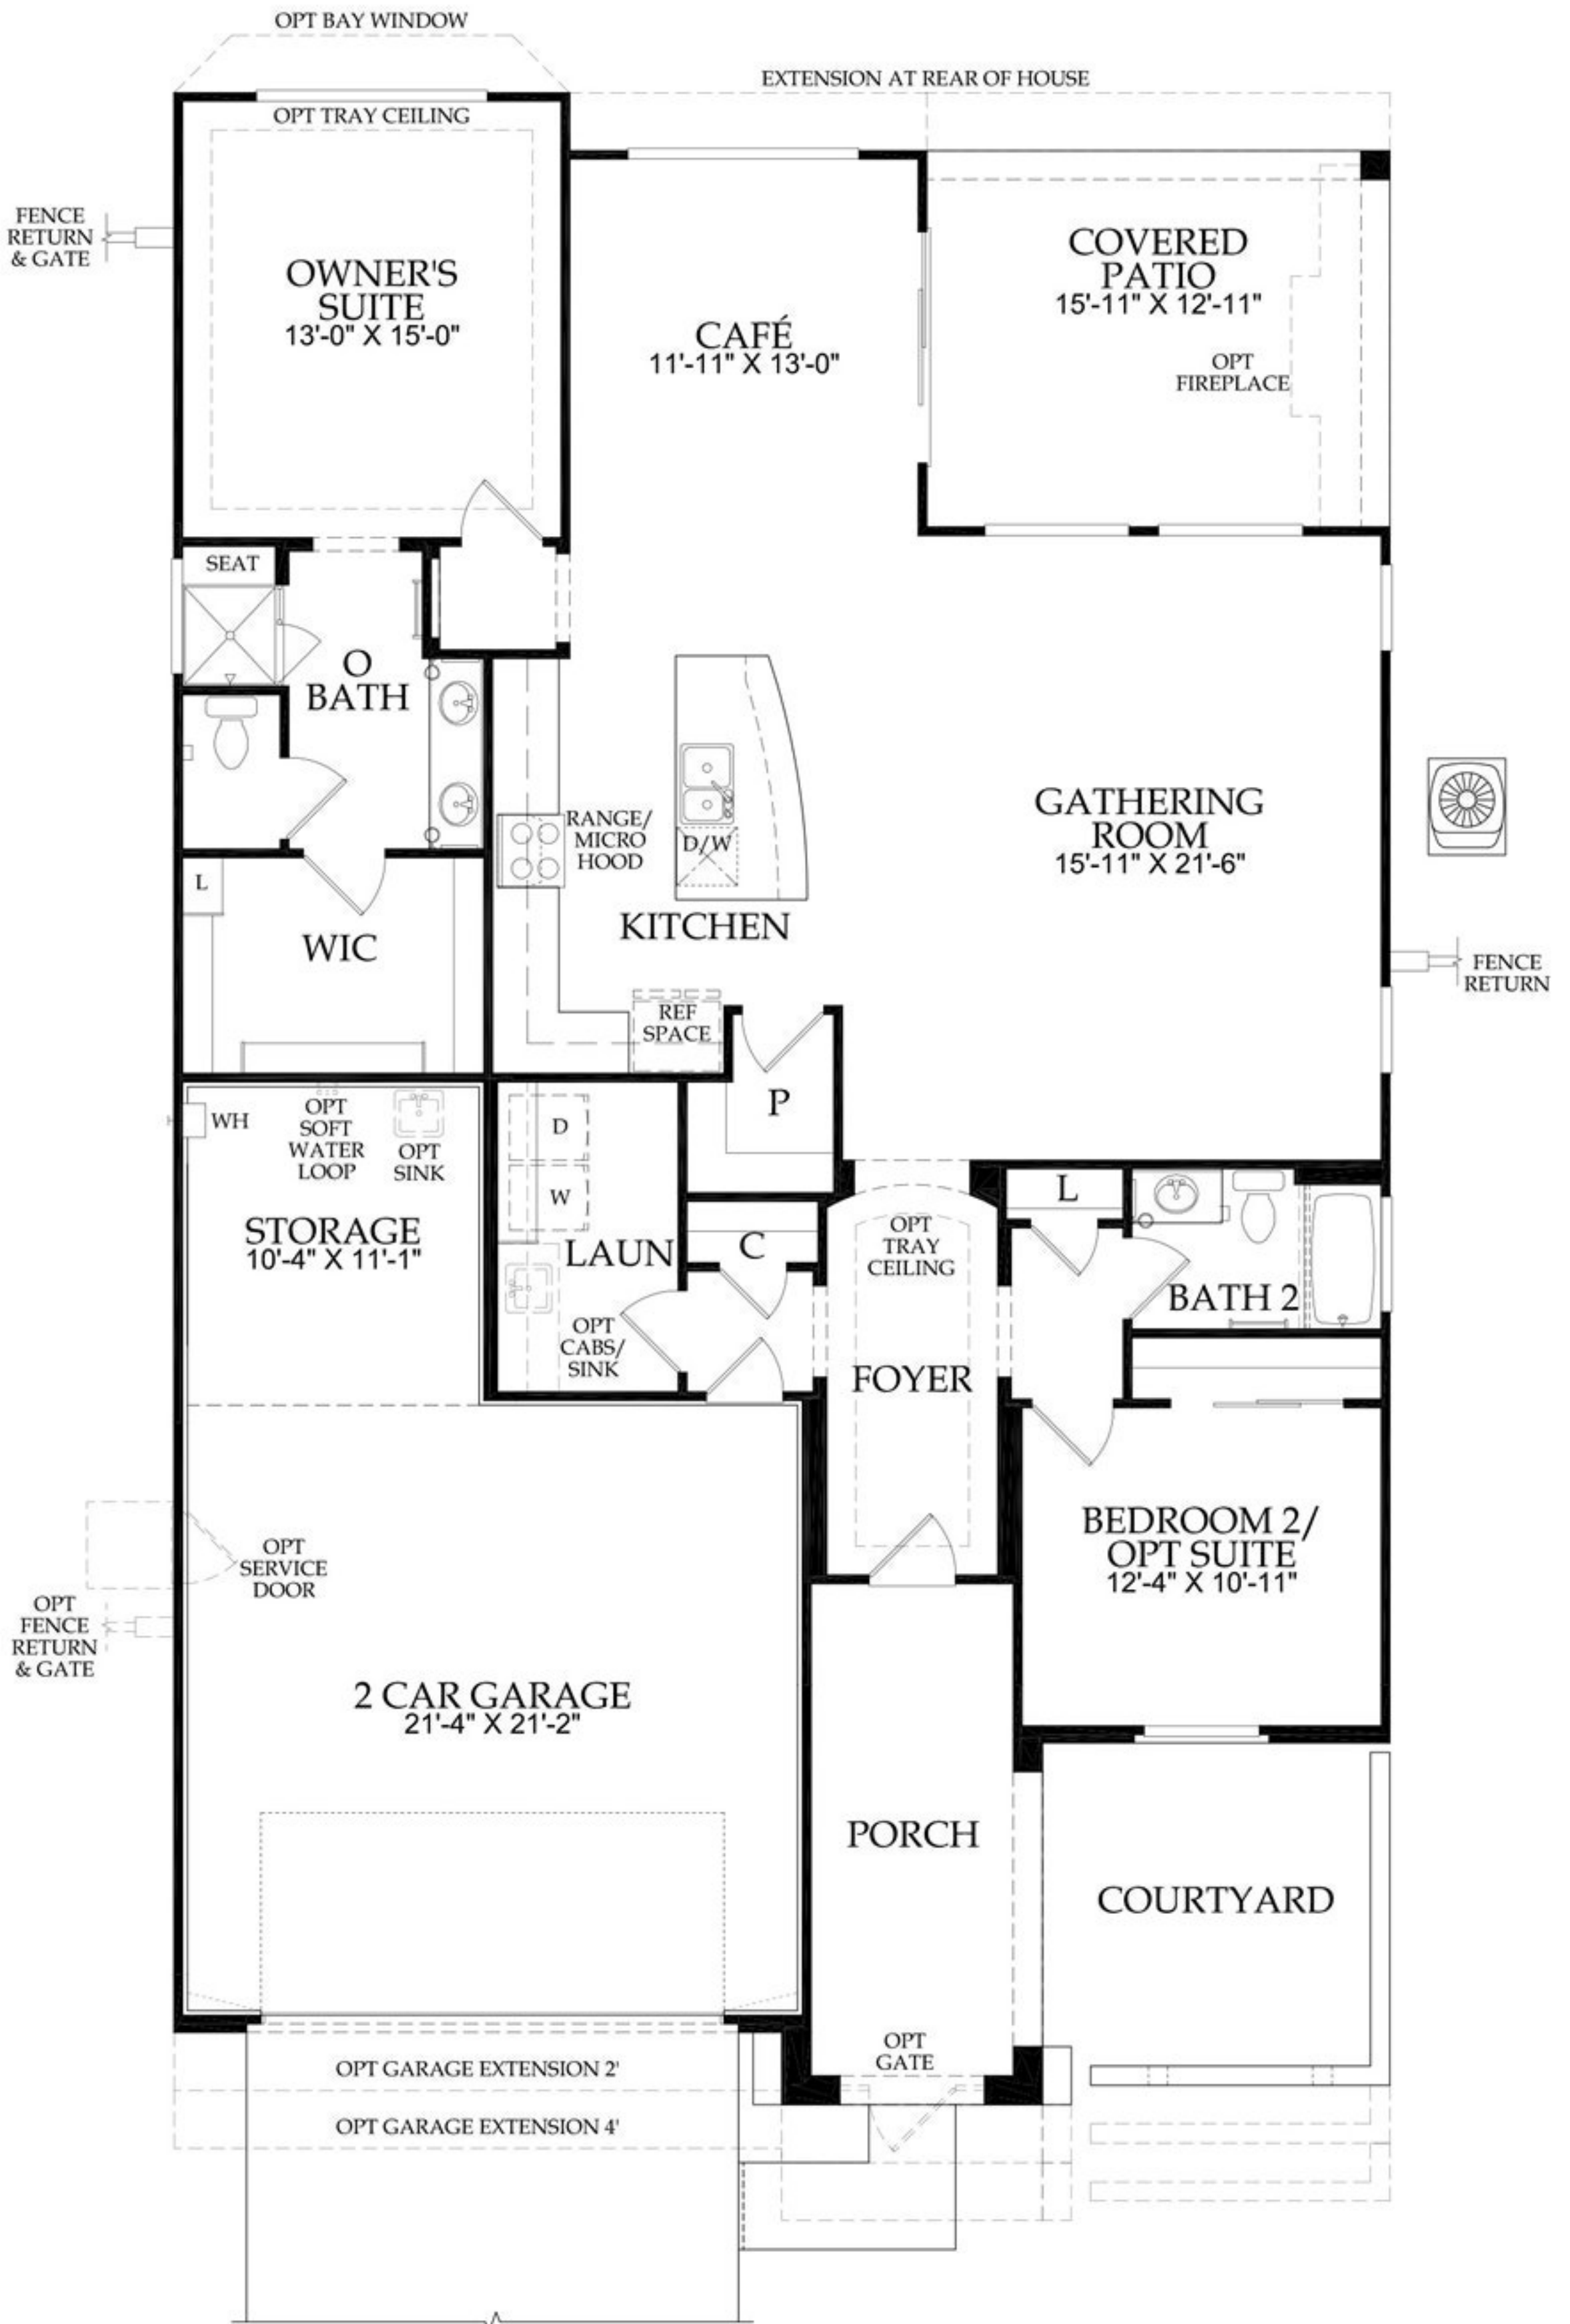 OPT BAY WINDOW
EXTENSION AT REAR OF HOUSE
OPT TRAY CEILING
FENCE
RETURN
& GATE
OWNER'S
SUITE
13'-0" X 15'-0"
CAFÉ
11'-11" X 13'-0"
COVERED
PATIO
15'-11" X 12'-11"
OPT
FIREPLACE
SEAT
O
BATH
RANGE/
MICRO
HOOD
D/W
KITCHEN
GATHERING
ROOM
15'-11" X 21'-6"
L
WIC
FENCE
RETURN
REF
SPACE
P
WH
OPT
SOFT
WATER
LOOP
OPT
SINK
D
W
STORAGE
10'-4" X 11'-1"
LAUN
C
OPT
CABS/
SINK
OPT
TRAY
CEILING
FOYER
L
BATH 2
BEDROOM 2/
OPT SUITE
12'-4" X 10'-11"
OPT
SERVICE
DOOR
OPT
FENCE
RETURN
& GATE
2 CAR GARAGE
21'-4" X 21'-2"
PORCH
COURTYARD
OPT
GATE
OPT GARAGE EXTENSION 2'
OPT GARAGE EXTENSION 4'